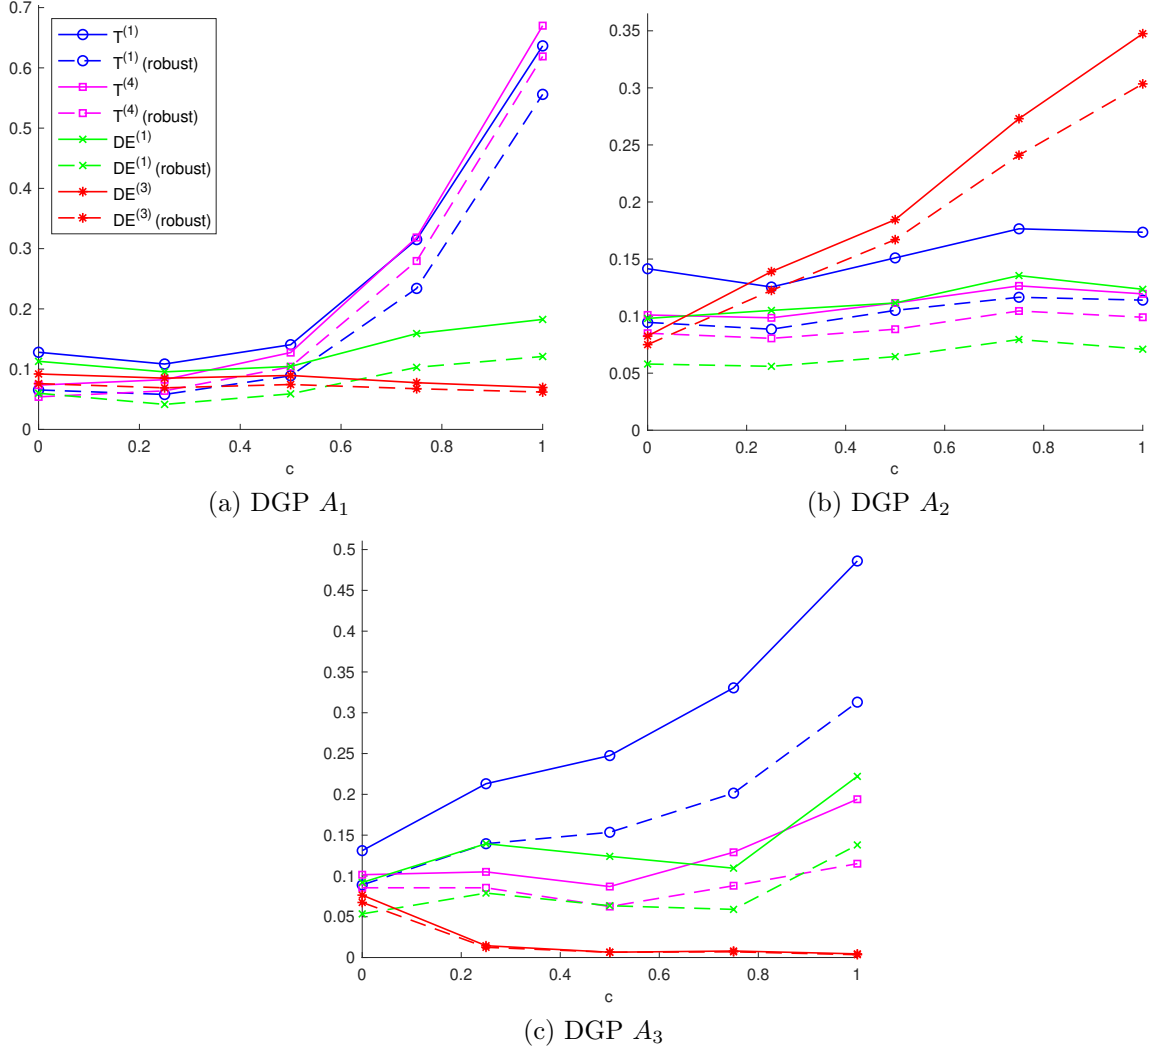 0.7
0.6
0.5
0.4
0.3
0.2
0.1
0
T^(1)
T^(1) (robust)
T^(4)
T^(4) (robust)
DE^(1)
DE^(1) (robust)
DE^(3)
DE^(3) (robust)
0 0.2 0.4 0.6 0.8 1
c
(a) DGP A_1
0.35
0.3
0.25
0.2
0.15
0.1
0.05
0
0 0.2 0.4 0.6 0.8 1
c
(b) DGP A_2
0.5
0.45
0.4
0.35
0.3
0.25
0.2
0.15
0.1
0.05
0
0 0.2 0.4 0.6 0.8 1
c
(c) DGP A_3